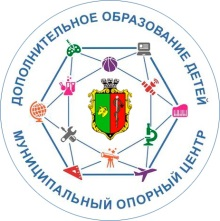 ДОПОЛНИТЕЛЬНОЕ ОБРАЗОВАНИЕ ДЕТЕЙ
МУНИЦИПАЛЬНЫЙ ОПОРНЫЙ ЦЕНТР